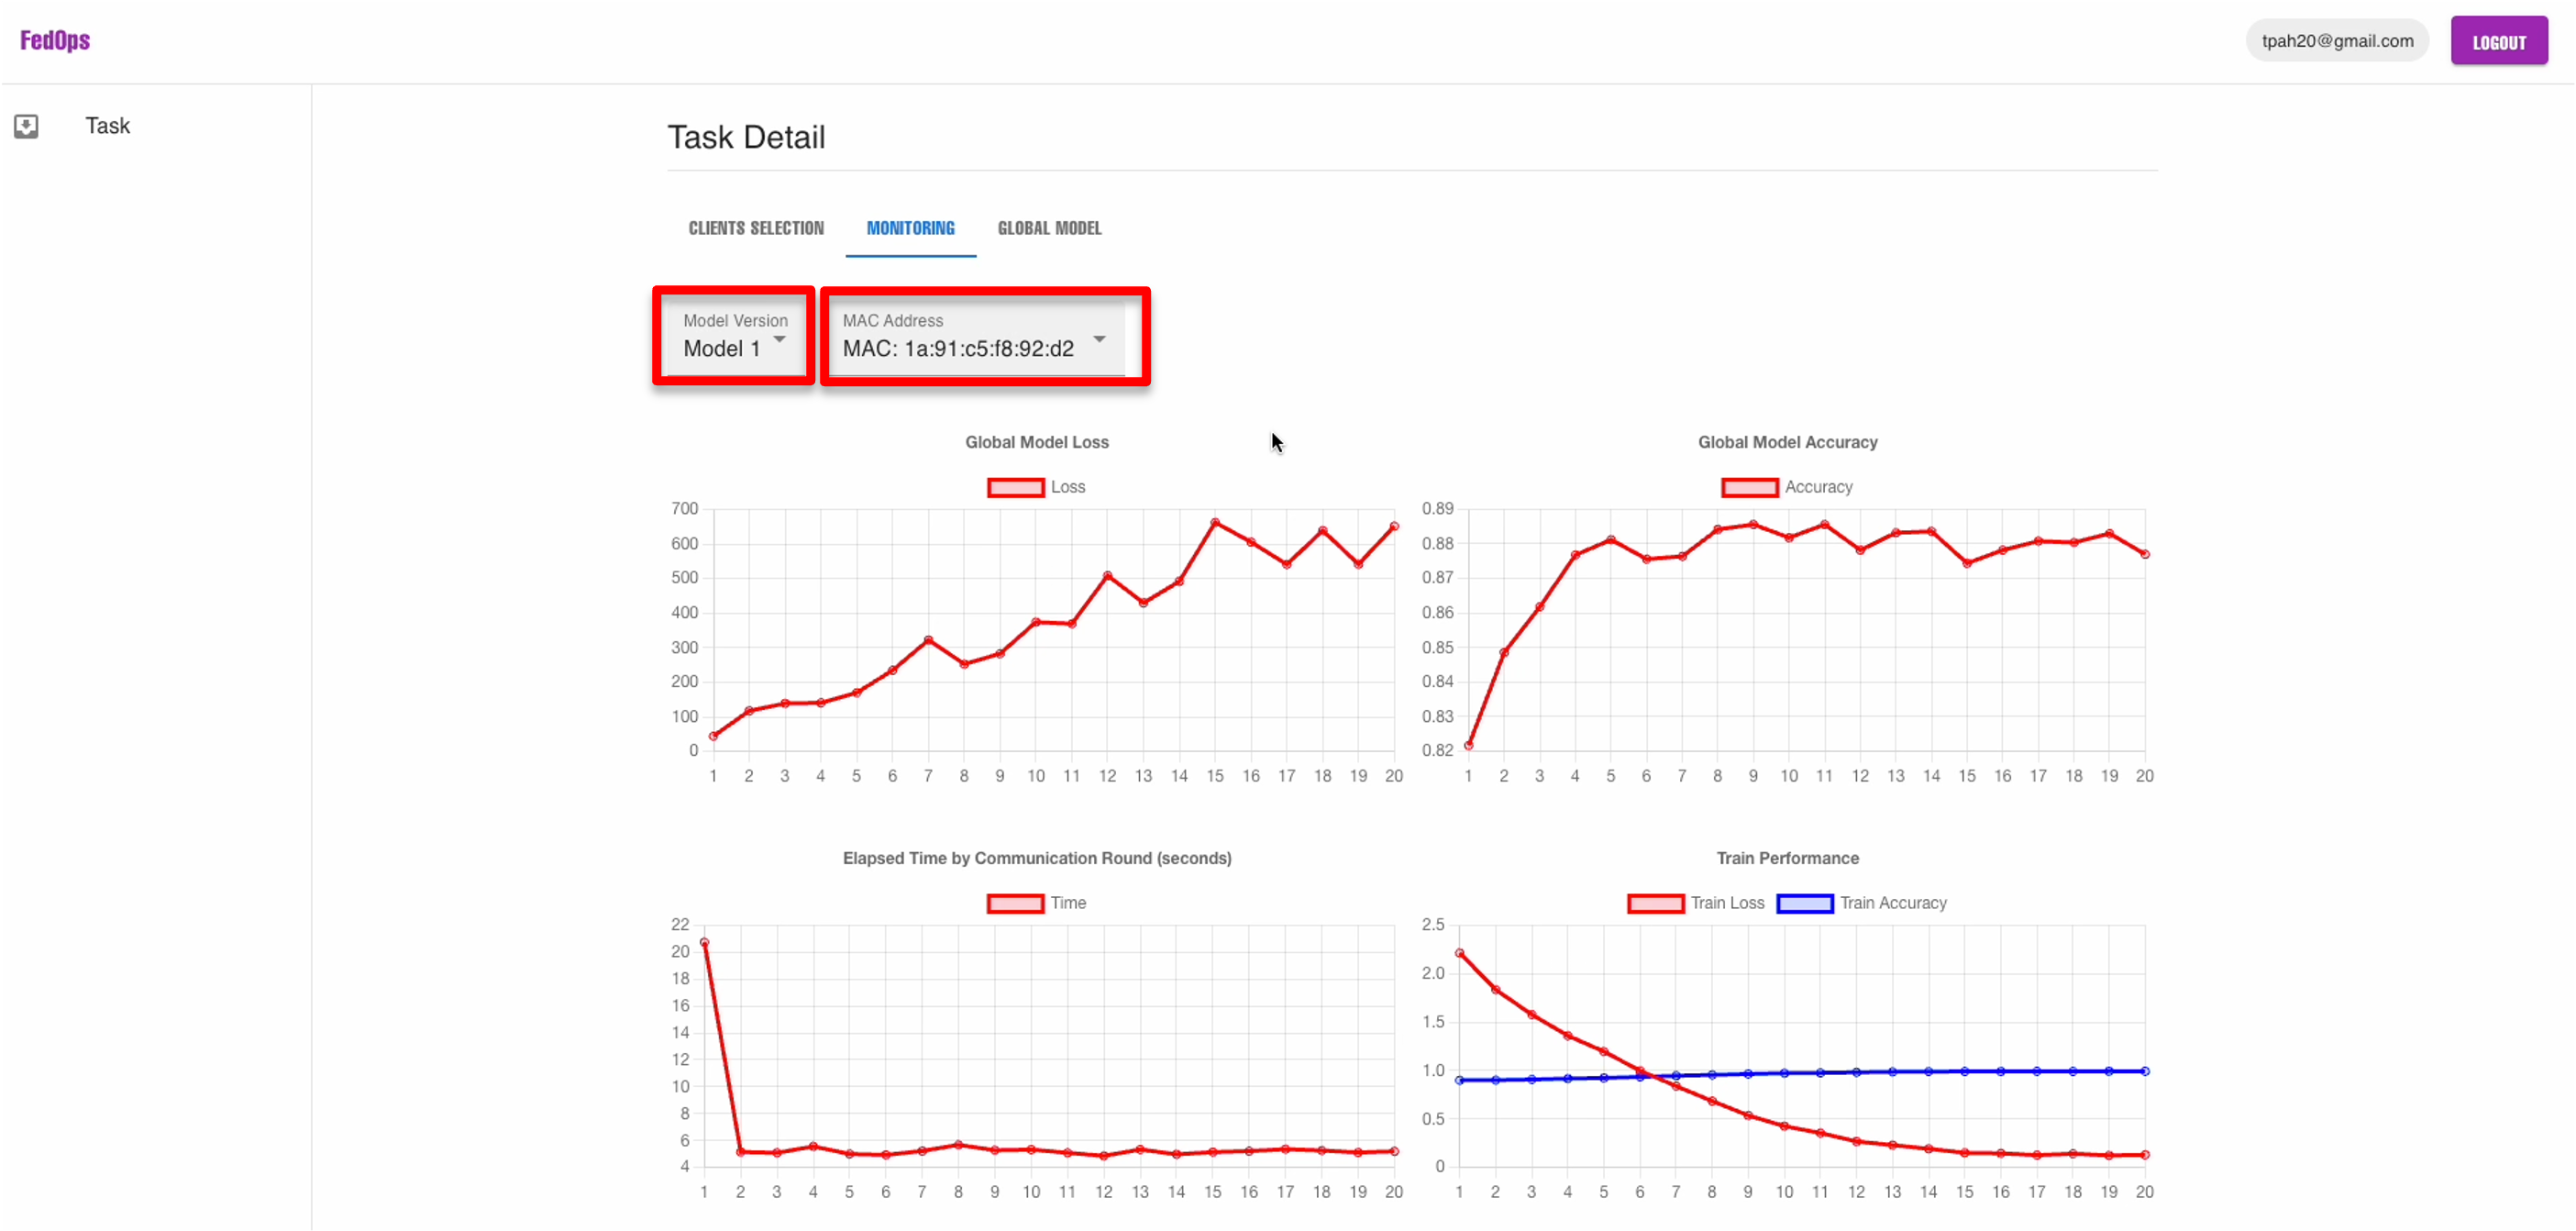 FedOps
tpah20@gmail.com
LOGOUT
Task
Task Detail
CLIENTS SELECTION MONITORING GLOBAL MODEL
Model Version
Model 1
MAC Address
MAC: 1a:91:c5:f8:92:d2
Global Model Loss
Loss
700
600
500
400
300
200
100
0
1 2 3 4 5 6 7 8 9 10 11 12 13 14 15 16 17 18 19 20
Global Model Accuracy
Accuracy
0.89
0.88
0.87
0.86
0.85
0.84
0.83
0.82
1 2 3 4 5 6 7 8 9 10 11 12 13 14 15 16 17 18 19 20
Elapsed Time by Communication Round (seconds)
Time
22
20
18
16
14
12
10
8
6
4
1 2 3 4 5 6 7 8 9 10 11 12 13 14 15 16 17 18 19 20
Train Performance
Train Loss Train Accuracy
2.5
2.0
1.5
1.0
0.5
0
1 2 3 4 5 6 7 8 9 10 11 12 13 14 15 16 17 18 19 20